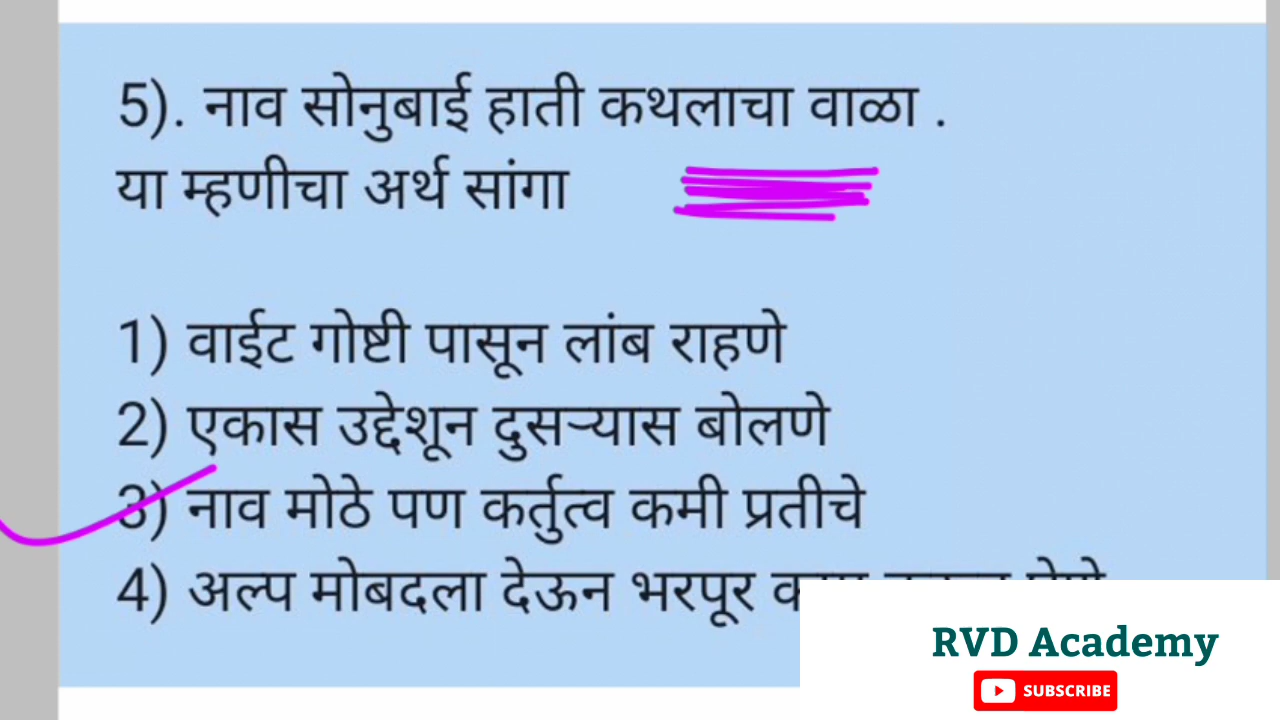 5). नाव सोनुबाई हाती कथलाचा वाळा .
या म्हणीचा अर्थ सांगा
1) वाईट गोष्टी पासून लांब राहणे
2) एकास उद्देशून दुसऱ्यास बोलणे
3) नाव मोठे पण कर्तुत्व कमी प्रतीचे
4) अल्प मोबदला देऊन भरपूर
RVD Academy
SUBSCRIBE